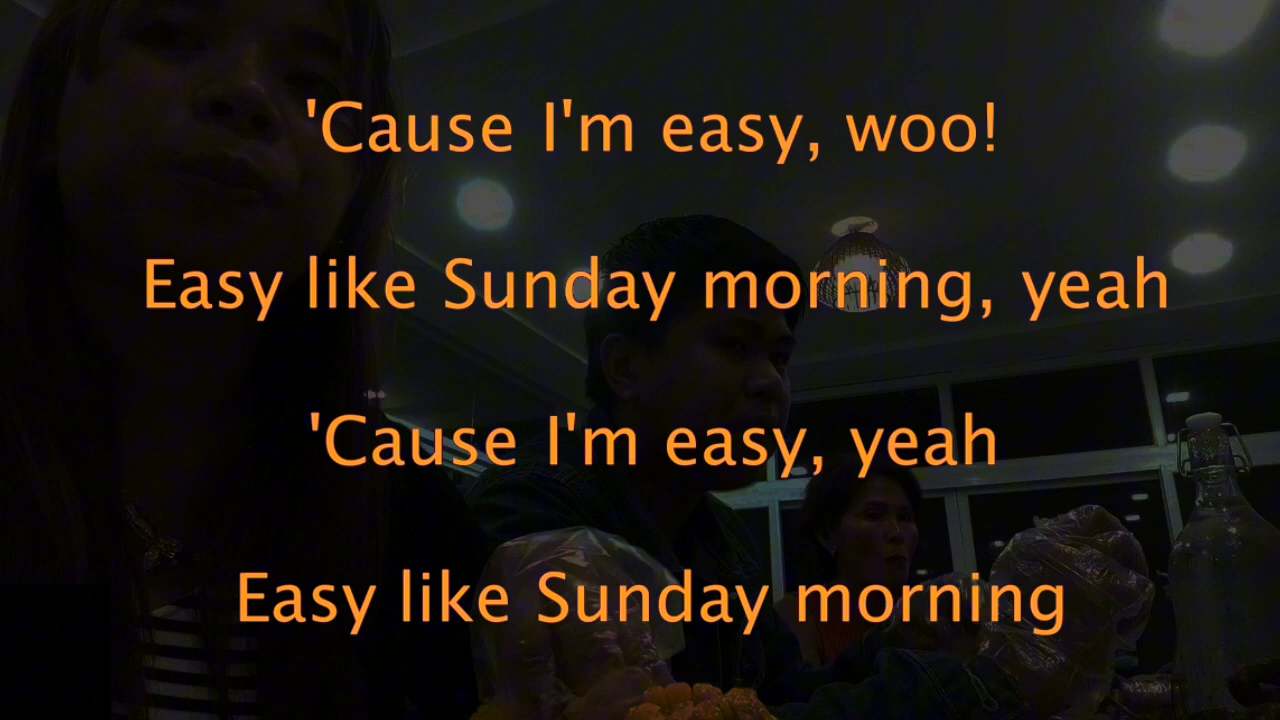 'Cause I'm easy, woo!
Easy like Sunday morning, yeah
'Cause I'm easy, yeah
Easy like Sunday morning